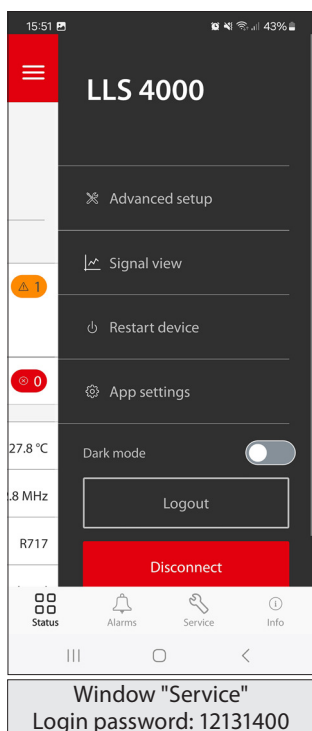 15:51 43%
LLS 4000
Advanced setup
Signal view
1
Restart device
0
App settings
27.8 °C
Dark mode
.8 MHz
Logout
R717
Disconnect
Status Alarms Service Info
Window "Service"
Login password: 12131400